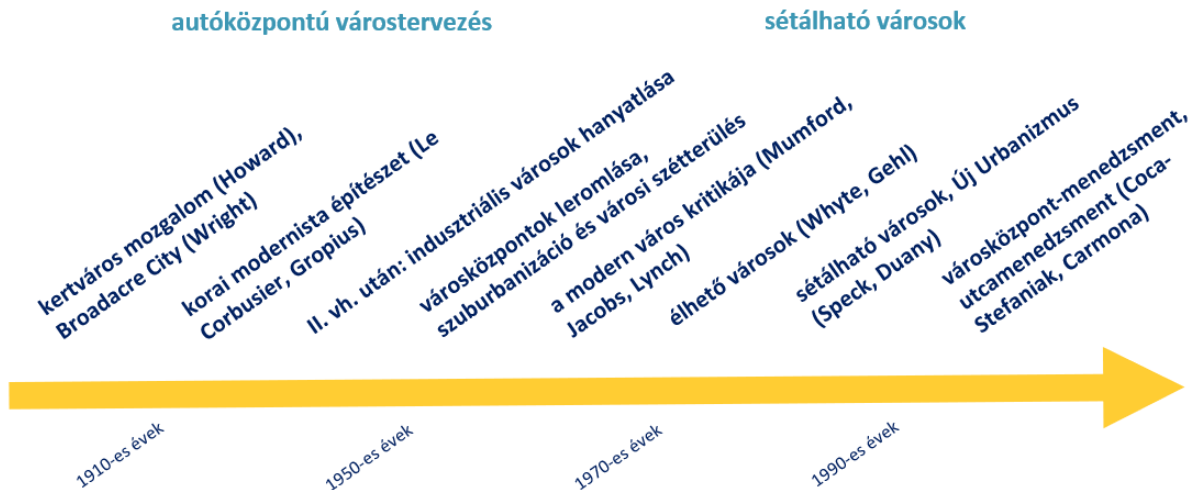 autóközpontú várostervezés
sétálható városok
kertváros mozgalom (Howard),
Broadacre City (Wright)
korai modernista építészet (Le
Corbusier, Gropius)
II. vh. után: indusztriális városok hanyatlása
városközpontok leromlása,
szuburbanizáció és városi szétterülés
a modern város kritikája (Mumford,
Jacobs, Lynch)
élhető városok (Whyte, Gehl)
sétálható városok, Új Urbanizmus
(Speck, Duany)
városközpont-menedzsment,
utcamenedzsment (Coca-
Stefaniak, Carmona)
1910-es évek
1950-es évek
1970-es évek
1990-es évek